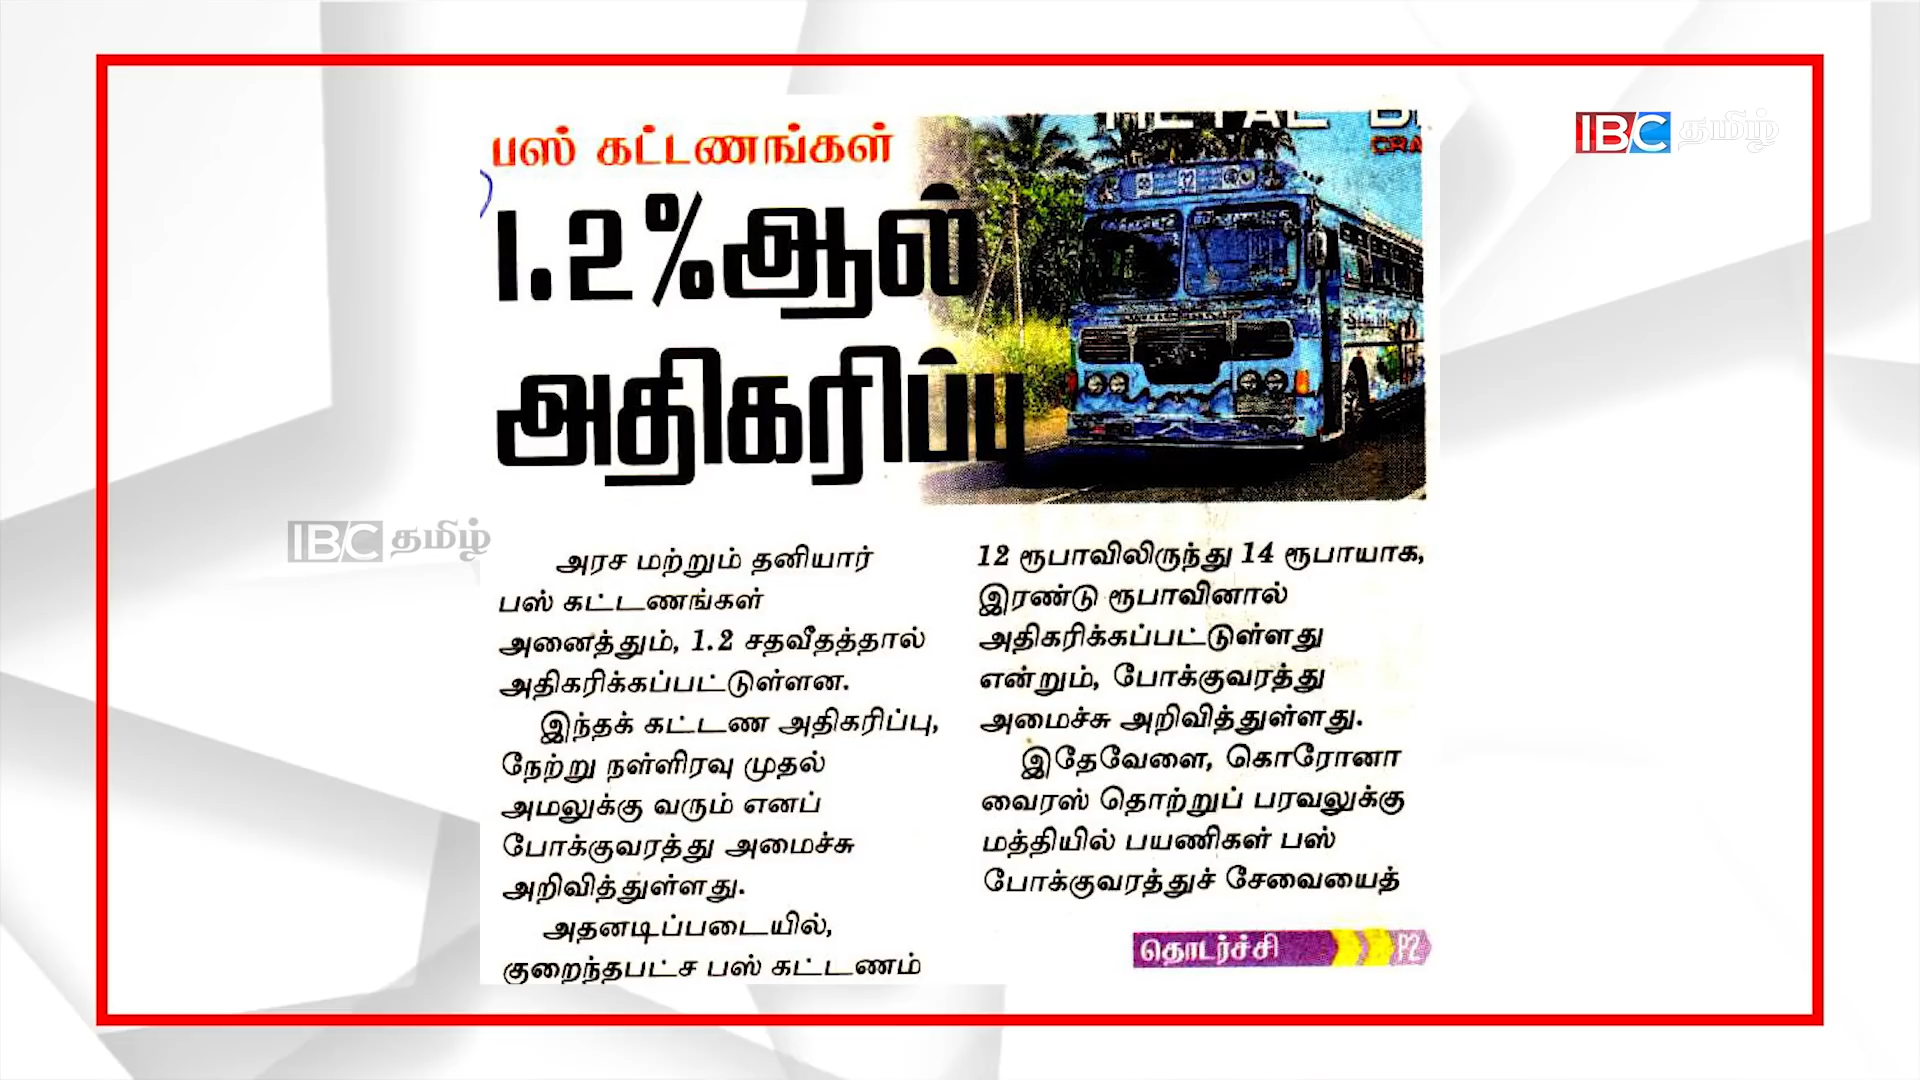 IBC தமிழ்
பஸ் கட்டணங்கள்
1.2%ஆல்
அதிகரிப்பு
IBC தமிழ்
அரச மற்றும் தனியார்
பஸ் கட்டணங்கள்
அனைத்தும், 1.2 சதவீதத்தால்
அதிகரிக்கப்பட்டுள்ளன.
இந்தக் கட்டண அதிகரிப்பு,
நேற்று நள்ளிரவு முதல்
அமலுக்கு வரும் எனப்
போக்குவரத்து அமைச்சு
அறிவித்துள்ளது.
அதனடிப்படையில்,
குறைந்தபட்ச பஸ் கட்டணம்
12 ரூபாவிலிருந்து 14 ரூபாயாக,
இரண்டு ரூபாவினால்
அதிகரிக்கப்பட்டுள்ளது
என்றும், போக்குவரத்து
அமைச்சு அறிவித்துள்ளது.
இதேவேளை, கொரோனா
வைரஸ் தொற்றுப் பரவலுக்கு
மத்தியில் பயணிகள் பஸ்
போக்குவரத்துச் சேவையைத்
தொடர்ச்சி P2